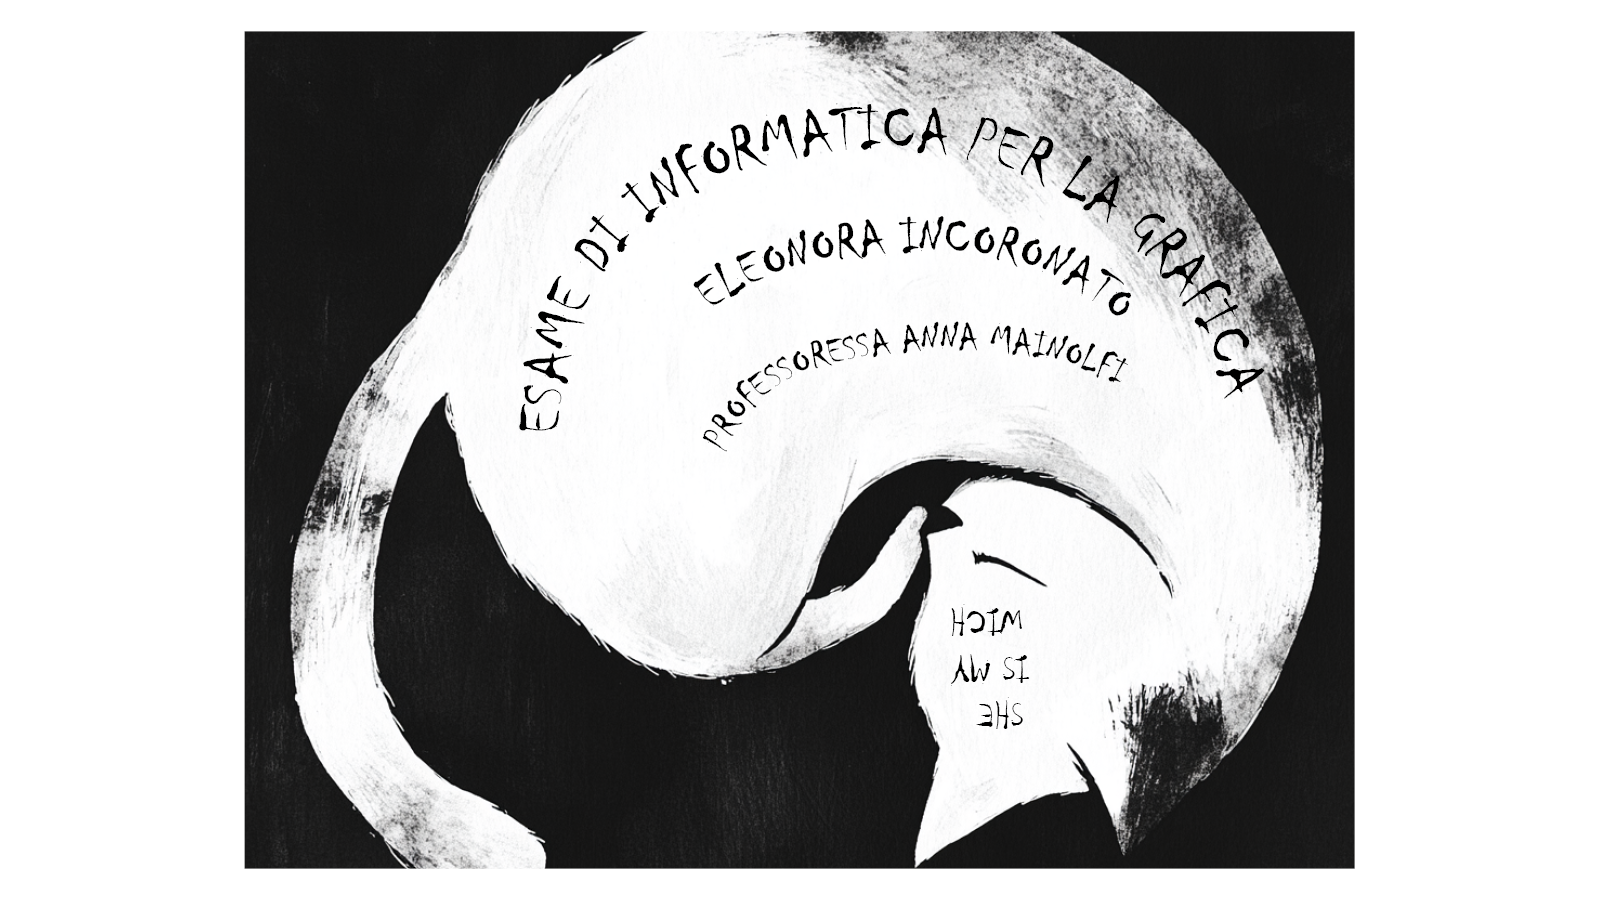 ESAME DI INFORMATICA PER LA GRAFICA
ELEONORA INCORONATO
PROFESSORESSA ANNA MAINOLFI
SHE
IS MY
WICH